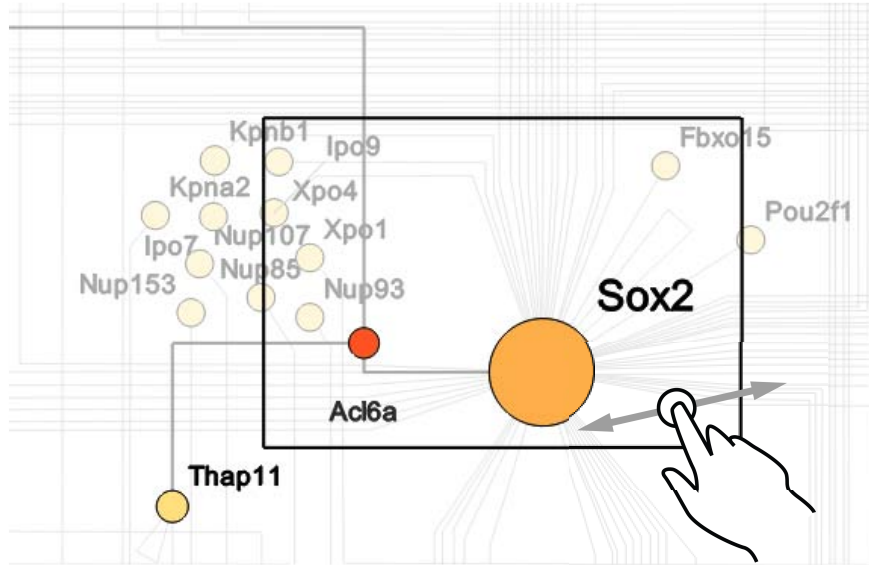 Kpnb1
Ipo9
Fbxo15
Kpna2
Xpo4
Pou2f1
Ipo7
Nup107
Xpo1
Nup153
Nup85
Nup93
Sox2
Acl6a
Thap11